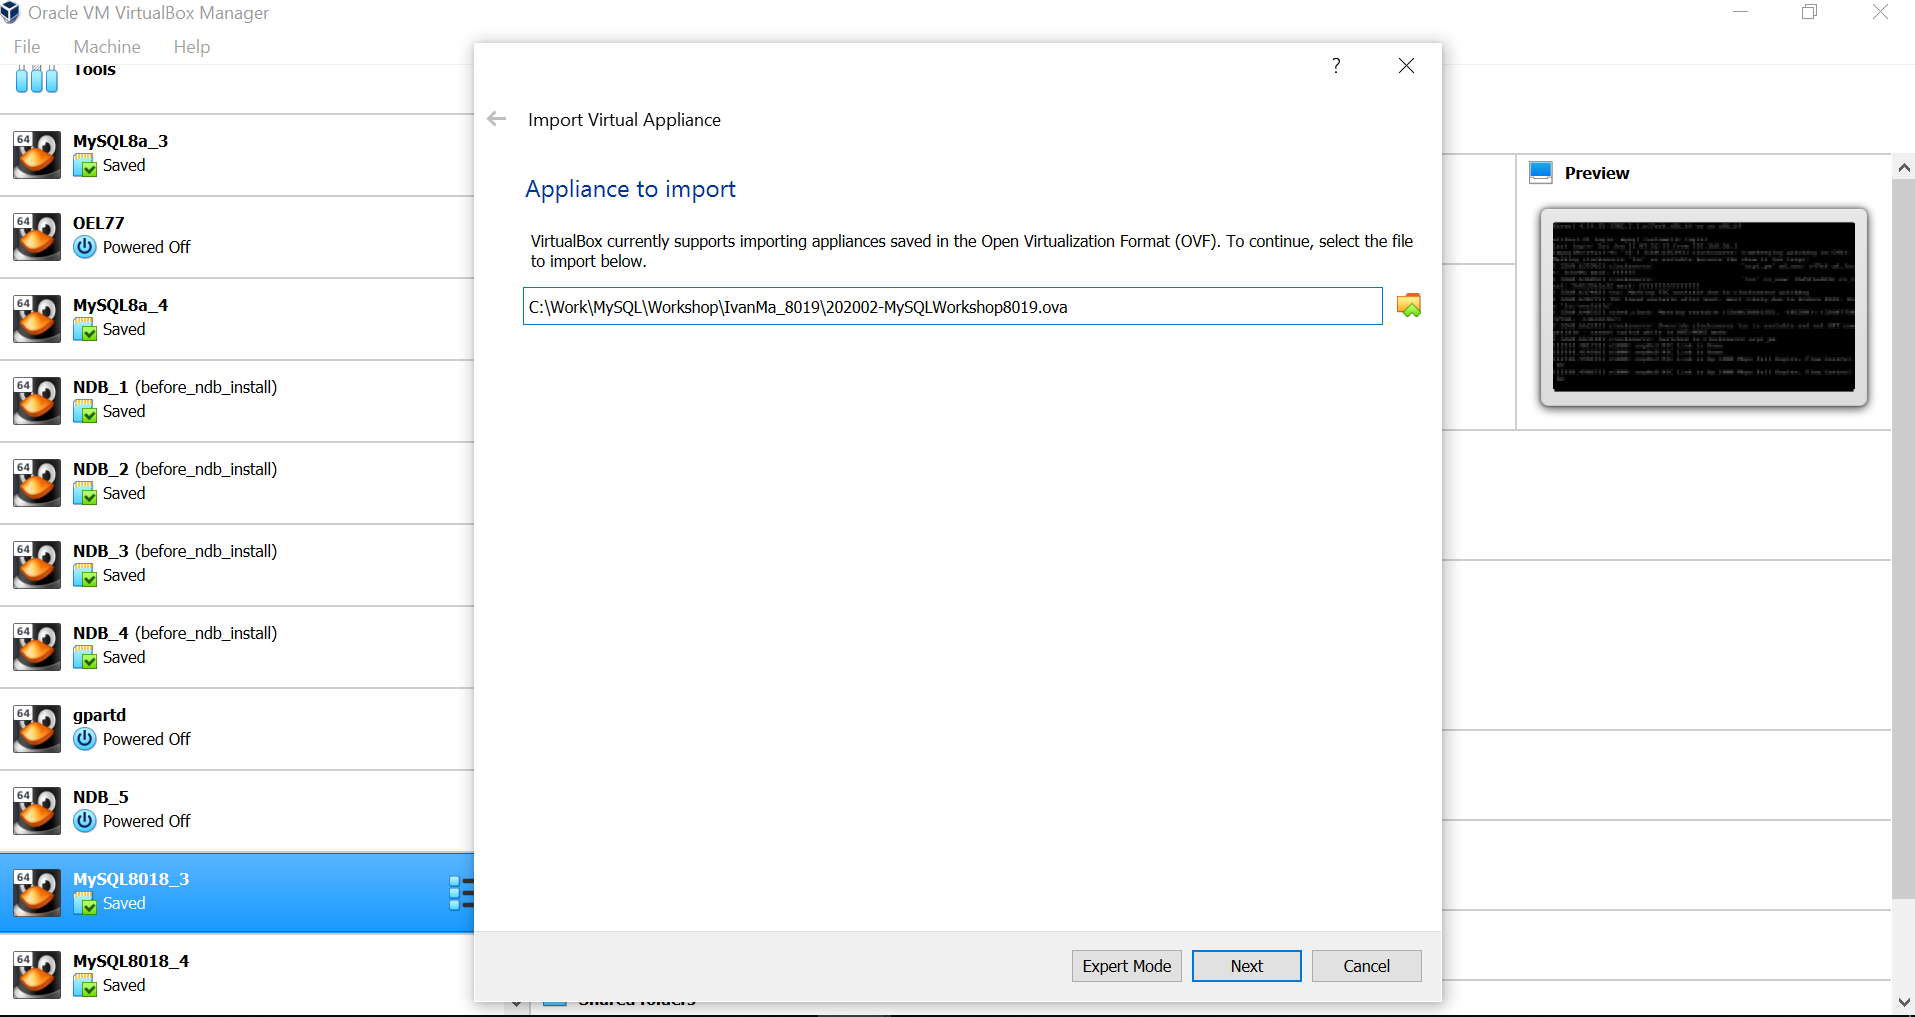 Oracle VM VirtualBox Manager
File Machine Help
Tools
64
MySQL8a_3
Saved
64
OEL77
Powered Off
64
MySQL8a_4
Saved
64
NDB_1 (before_ndb_install)
Saved
64
NDB_2 (before_ndb_install)
Saved
64
NDB_3 (before_ndb_install)
Saved
64
NDB_4 (before_ndb_install)
Saved
64
gpartd
Powered Off
64
NDB_5
Powered Off
64
MySQL8018_3
Saved
64
MySQL8018_4
Saved
?
Import Virtual Appliance
Appliance to import
VirtualBox currently supports importing appliances saved in the Open Virtualization Format (OVF). To continue, select the file
to import below.
C:\Work\MySQL\Workshop\IvanMa_8019\202002-MySQLWorkshop8019.ova
Expert Mode Next Cancel
Shared folders
Preview